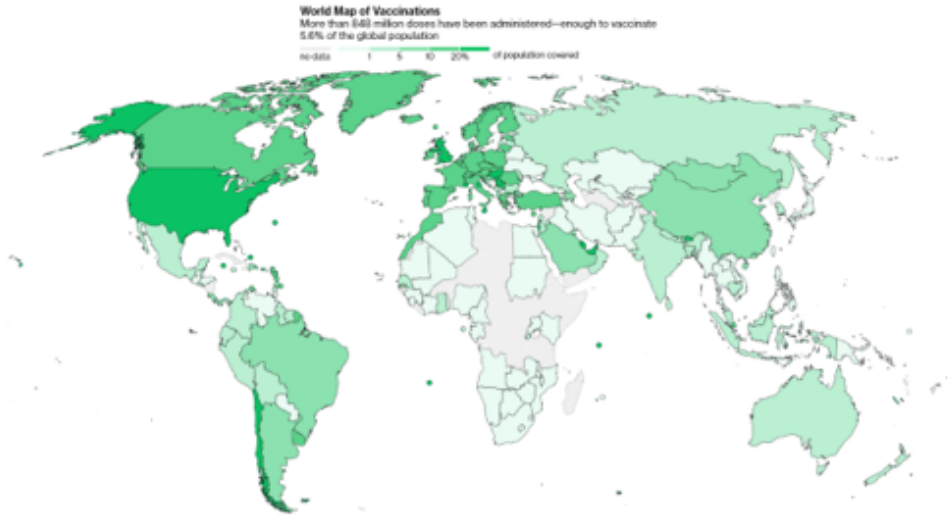 World Map of Vaccinations
More than 848 million doses have been administered—enough to vaccinate
5.6% of the global population
no data 1 5 10 20% of population covered